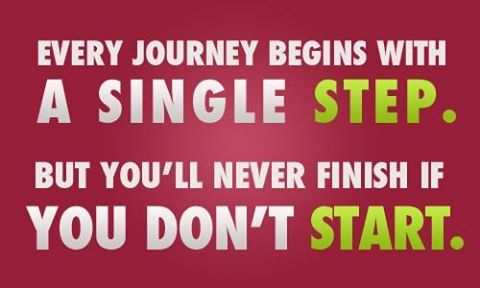 EVERY JOURNEY BEGINS WITH
A SINGLE STEP.
BUT YOU'LL NEVER FINISH IF
YOU DON'T START.